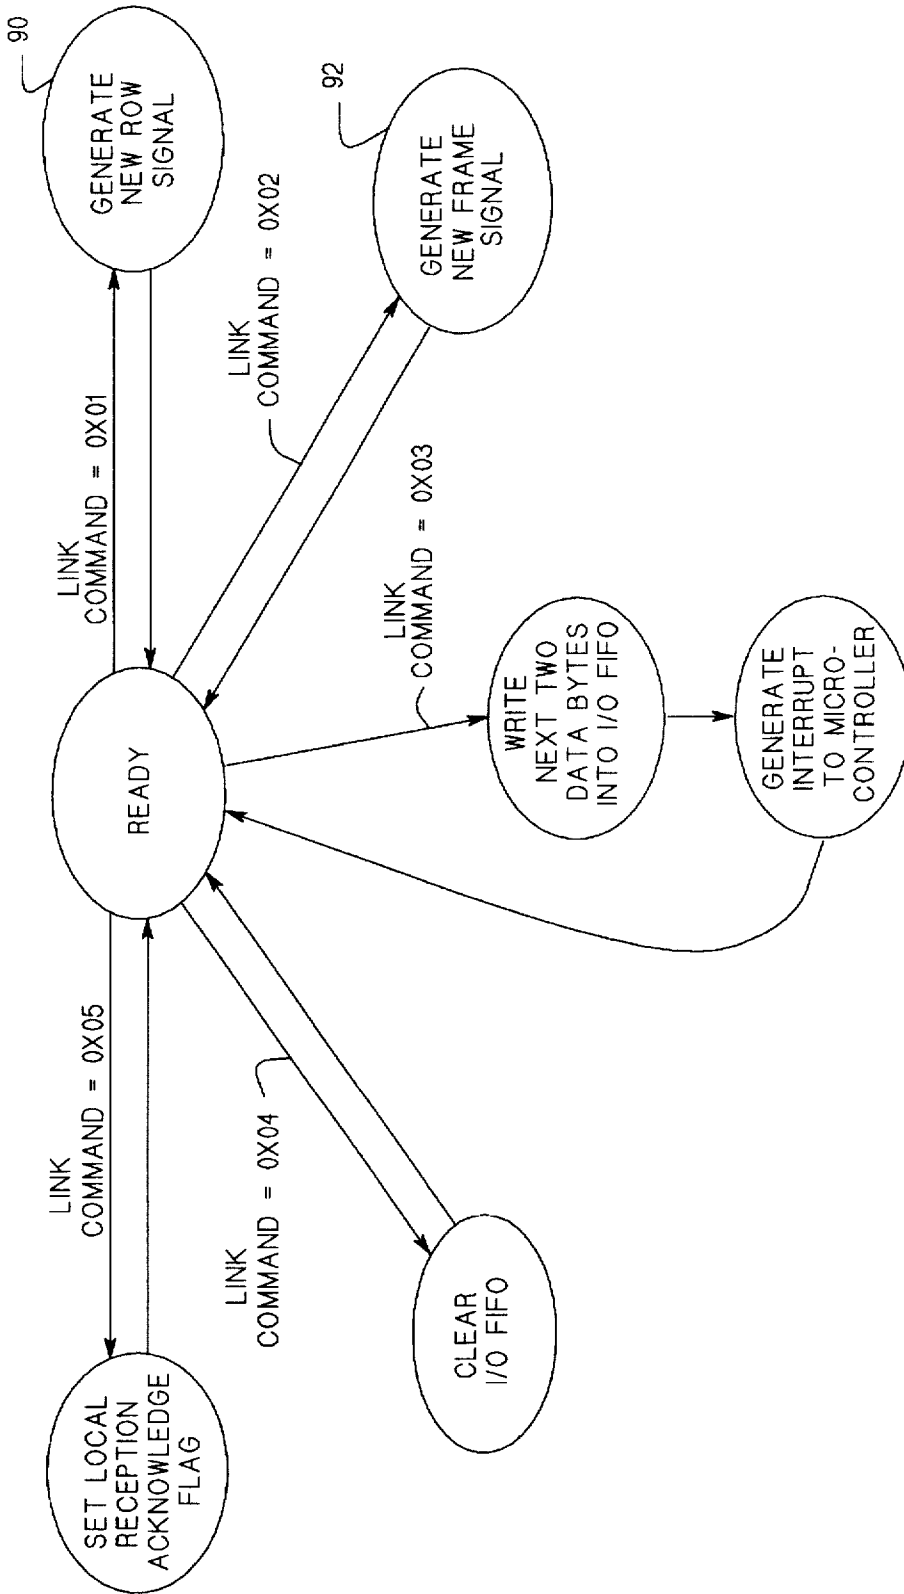 SET LOCAL
RECEPTION
ACKNOWLEDGE
FLAG
LINK
COMMAND = 0X05
READY
LINK
COMMAND = 0X01
GENERATE
NEW ROW
SIGNAL
90
LINK
COMMAND = 0X04
CLEAR
I/O FIFO
LINK
COMMAND = 0X02
GENERATE
NEW FRAME
SIGNAL
92
LINK
COMMAND = 0X03
WRITE
NEXT TWO
DATA BYTES
INTO I/O FIFO
GENERATE
INTERRUPT
TO MICRO-
CONTROLLER